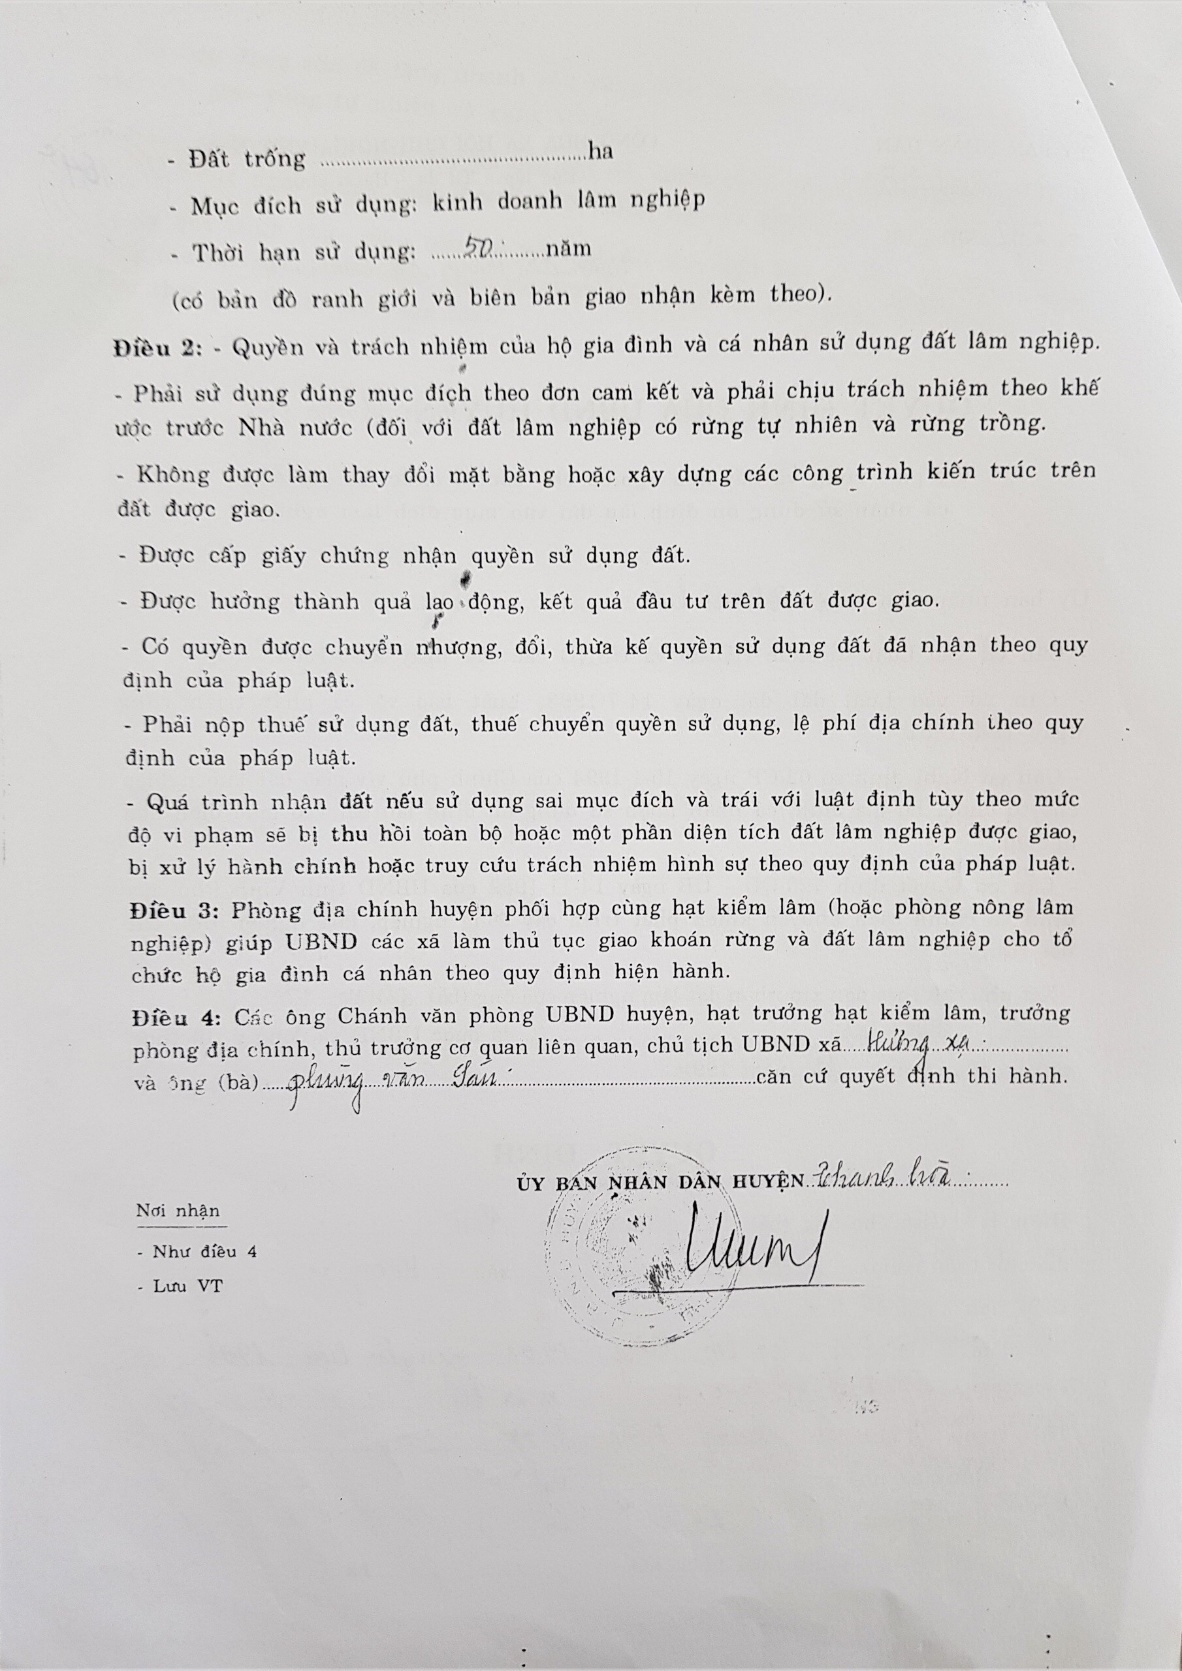 - Đất trống ..................................................ha
- Mục đích sử dụng: kinh doanh lâm nghiệp
- Thời hạn sử dụng: ......50..........năm
(có bản đồ ranh giới và biên bản giao nhận kèm theo).
Điều 2: - Quyền và trách nhiệm của hộ gia đình và cá nhân sử dụng đất lâm nghiệp.
- Phải sử dụng đúng mục đích theo đơn cam kết và phải chịu trách nhiệm theo khế
ước trước Nhà nước (đối với đất lâm nghiệp có rừng tự nhiên và rừng trồng.
- Không được làm thay đổi mặt bằng hoặc xây dựng các công trình kiến trúc trên
đất được giao.
- Được cấp giấy chứng nhận quyền sử dụng đất.
- Được hưởng thành quả lao động, kết quả đầu tư trên đất được giao.
- Có quyền được chuyển nhượng, đổi, thừa kế quyền sử dụng đất đã nhận theo quy
định của pháp luật.
- Phải nộp thuế sử dụng đất, thuế chuyển quyền sử dụng, lệ phí địa chính theo quy
định của pháp luật.
- Quá trình nhận đất nếu sử dụng sai mục đích và trái với luật định tùy theo mức
độ vi phạm sẽ bị thu hồi toàn bộ hoặc một phần diện tích đất lâm nghiệp được giao,
bị xử lý hành chính hoặc truy cứu trách nhiệm hình sự theo quy định của pháp luật.
Điều 3: Phòng địa chính huyện phối hợp cùng hạt kiểm lâm (hoặc phòng nông lâm
nghiệp) giúp UBND các xã làm thủ tục giao khoán rừng và đất lâm nghiệp cho tổ
chức hộ gia đình cá nhân theo quy định hiện hành.
Điều 4: Các ông Chánh văn phòng UBND huyện, hạt trưởng hạt kiểm lâm, trưởng
phòng địa chính, thủ trưởng cơ quan liên quan, chủ tịch UBND xã....................
và ông (bà)....phùng văn........................................căn cứ quyết định thi hành.
ỦY BAN NHÂN DÂN HUYỆN..thanh hòa..........
Nơi nhận
- Như điều 4
- Lưu VT